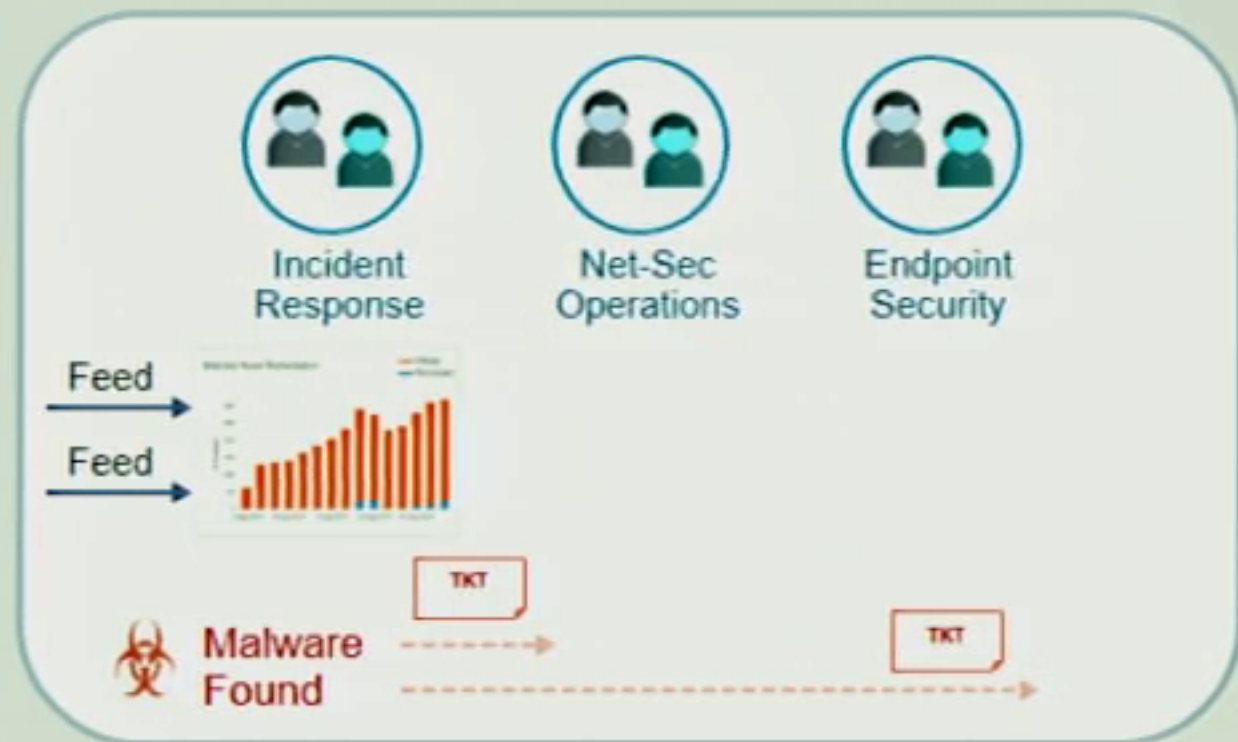 Incident
Response
Net-Sec
Operations
Endpoint
Security
Feed
Feed
TKT
TKT
Malware
Found